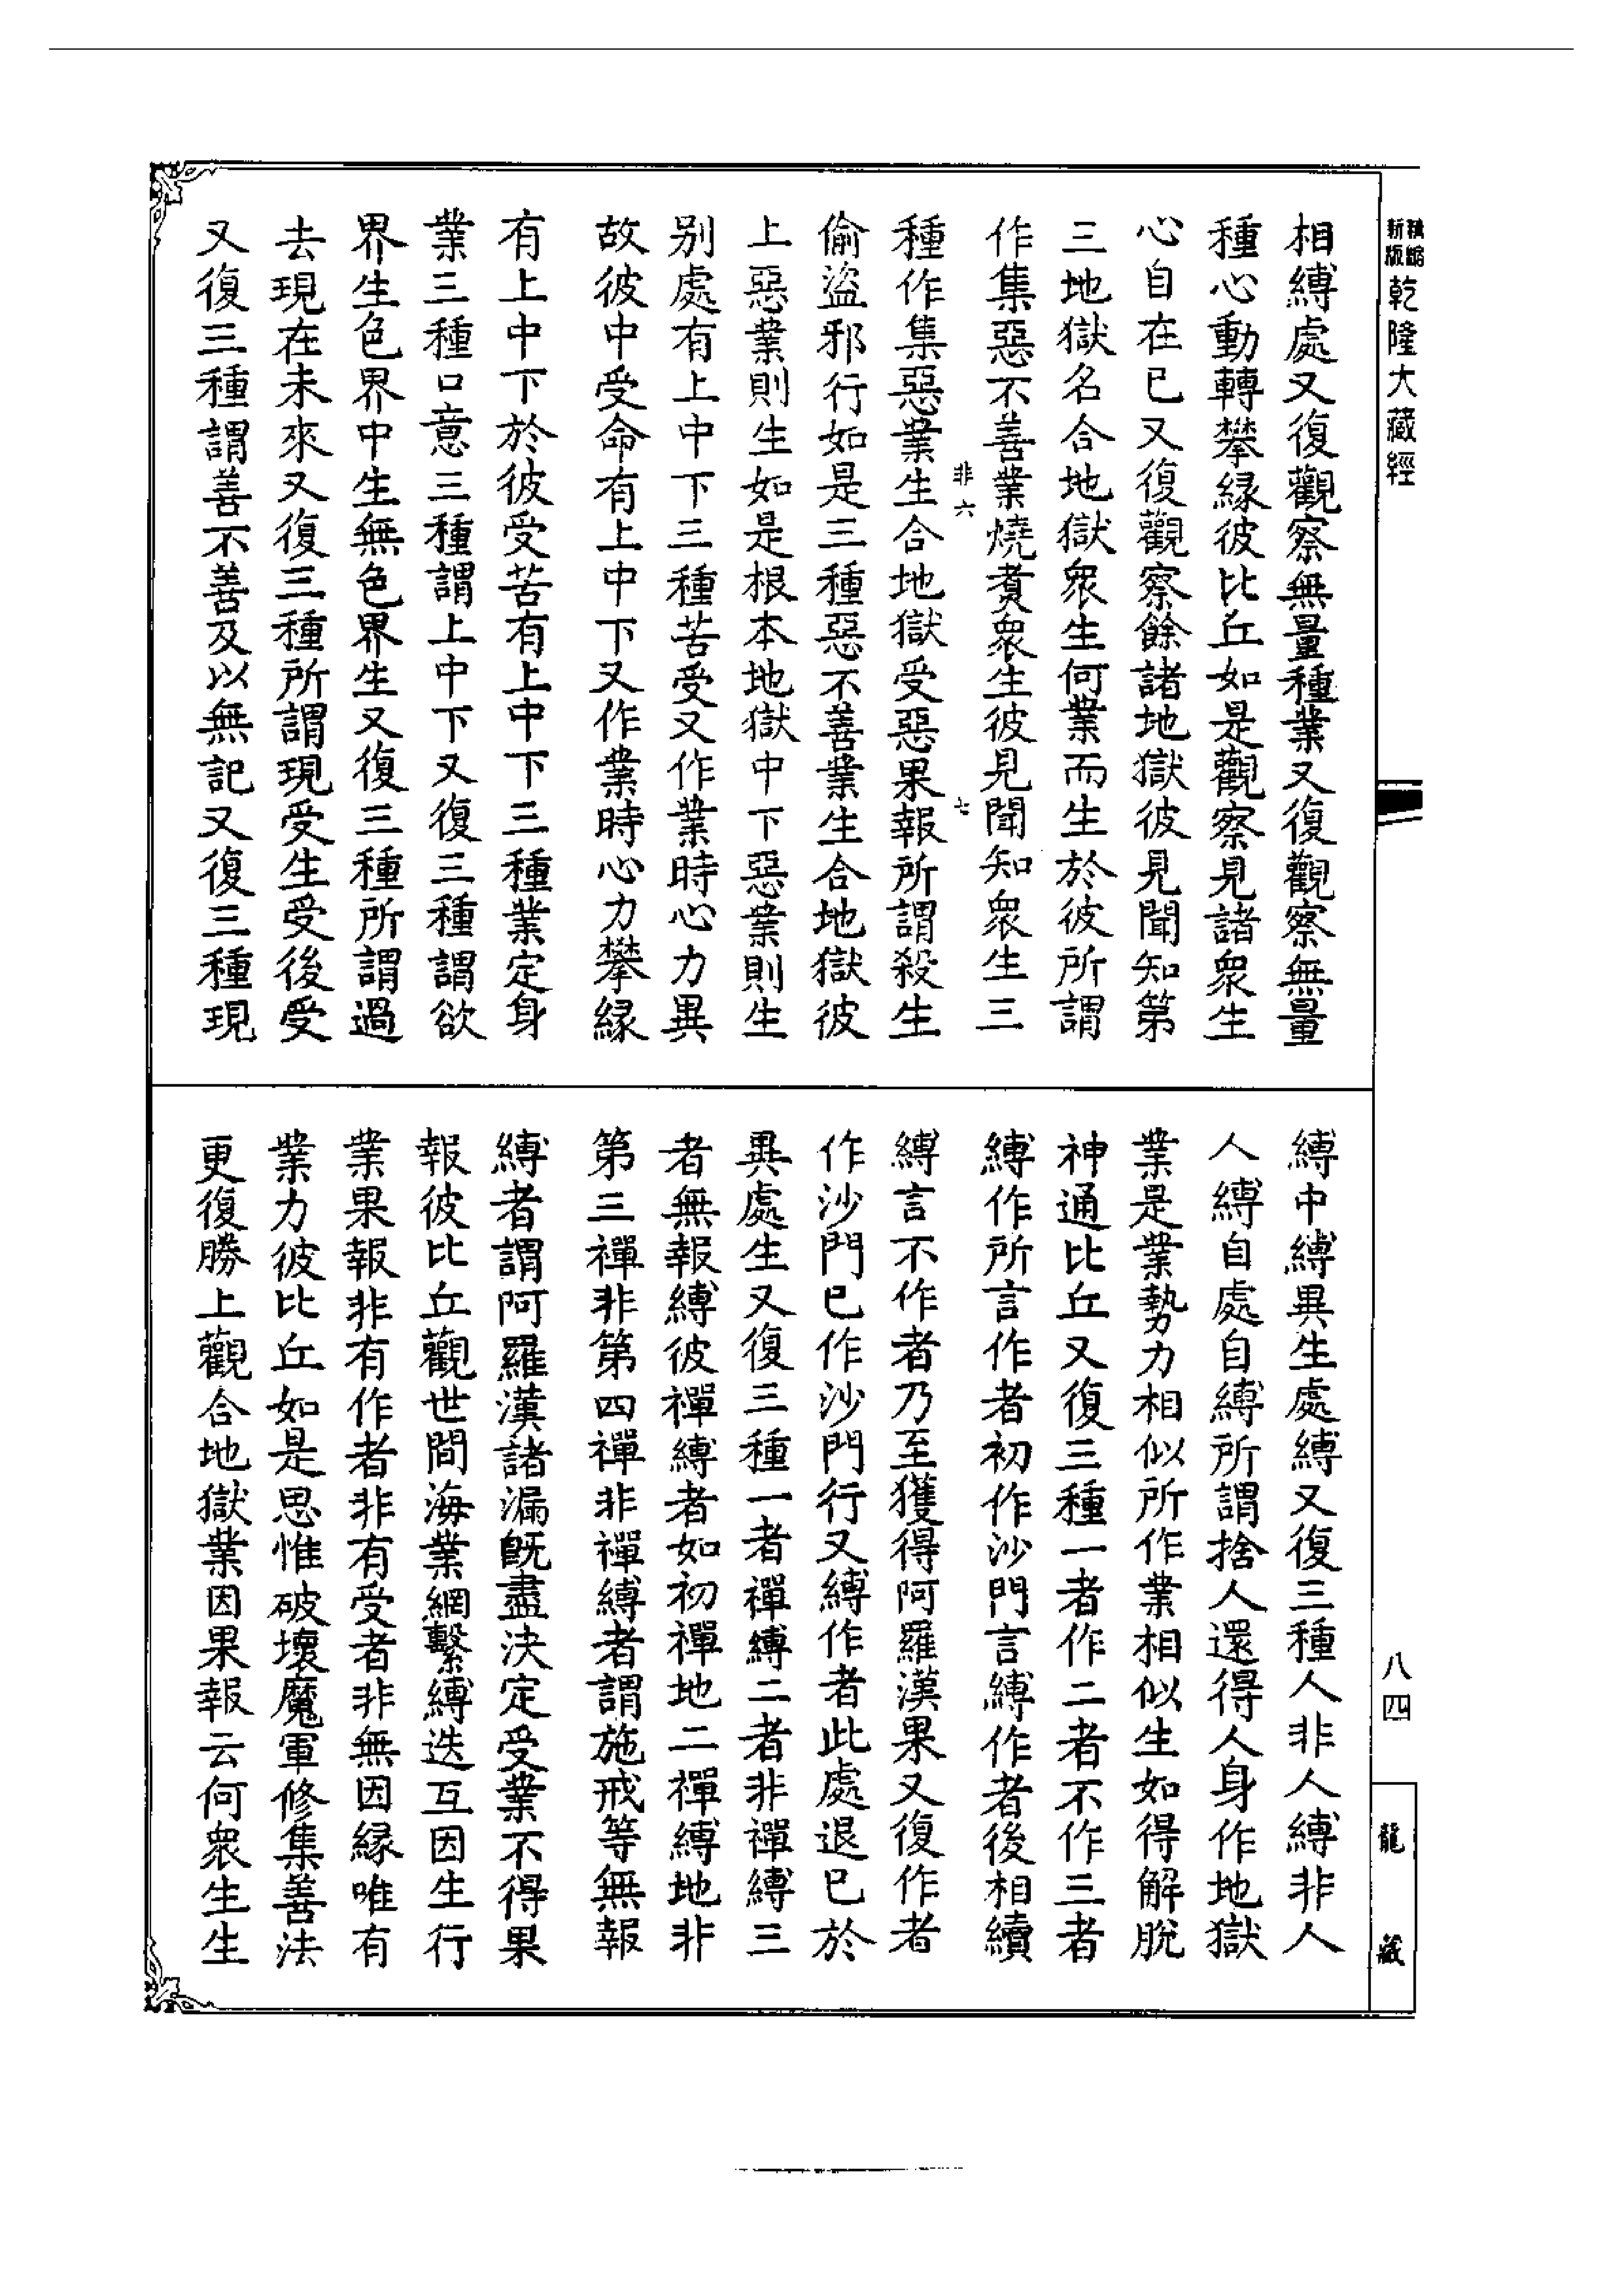 精縮新版乾隆大藏經
相縛處又復觀察無量種業又復觀察無量
種心動轉攀緣彼比丘如是觀察見諸眾生
心自在已又復觀察餘諸地獄彼見聞知第
三地獄名合地獄眾生何業而生於彼所謂
作集惡不善業燒煑眾生彼見聞知眾生三
非六
七
種作集惡業生合地獄受惡果報所謂殺生
偷盜邪行如是三種惡不善業生合地獄彼
上惡業則生如是根本地獄中下惡業則生
别處有上中下三種苦受又作業時心力異
故彼中受命有上中下又作業時心力攀緣
有上中下於彼受苦有上中下三種業定身
業三種口意三種謂上中下又復三種謂欲
界生色界中生無色界生又復三種所謂過
去現在未來又復三種所謂現受生受後受
又復三種謂善不善及以無記又復三種現
縛中縛異生處縛又復三種人非人縛非人
人縛自處自縛所謂捨人還得人身作地獄
業是業勢力相似所作業相似生如得解脫
神通比丘又復三種一者作二者不作三者
縛作所言作者初作沙門言縛作者後相續
縛言不作者乃至獲得阿羅漢果又復作者
作沙門已作沙門行又縛作者此處退已於
異處生又復三種一者禪縛二者非禪縛三
者無報縛彼禪縛者如初禪地二禪縛地非
第三禪非第四禪非禪縛者謂施戒等無報
縛者謂阿羅漢諸漏既盡決定受業不得果
報彼比丘觀世間海業網繫縛迭互因生行
業果報非有作者非有受者非無因緣唯有
業力彼比丘如是思惟破壞魔軍修集善法
更復勝上觀合地獄業因果報云何眾生生
八四
龍藏